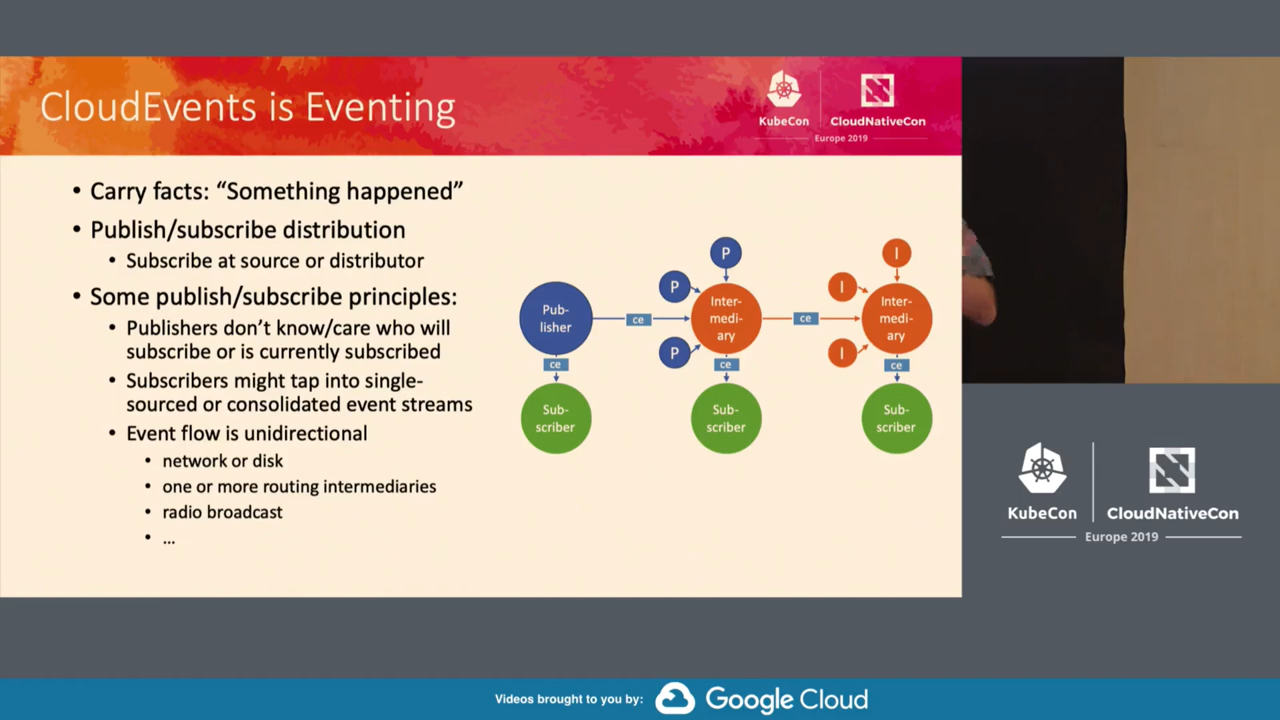 CloudEvents is Eventing
KubeCon
CloudNativeCon
Europe 2019
• Carry facts: “Something happened”
• Publish/subscribe distribution
• Subscribe at source or distributor
• Some publish/subscribe principles:
• Publishers don’t know/care who will
subscribe or is currently subscribed
• Subscribers might tap into single-
sourced or consolidated event streams
• Event flow is unidirectional
• network or disk
• one or more routing intermediaries
• radio broadcast
• ...
P
P
P
Pub-
lisher
ce
Inter-
medi-
ary
ce
I
I
I
Inter-
medi-
ary
ce
ce
ce
Sub-
scriber
Sub-
scriber
Sub-
scriber
KubeCon
CloudNativeCon
Europe 2019
Videos brought to you by:
Google Cloud